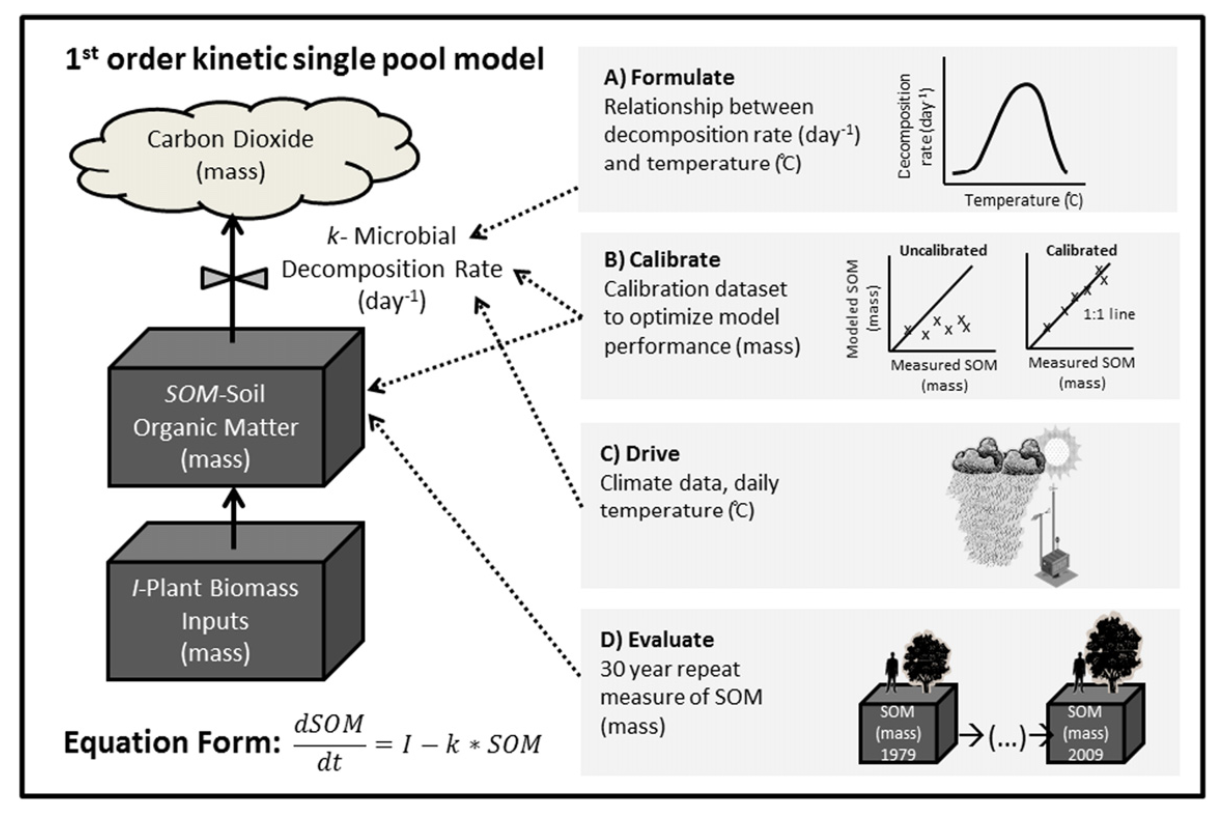 1st order kinetic single pool model
Carbon Dioxide
(mass)
k- Microbial
Decomposition Rate
(day-1)
SOM-Soil
Organic Matter
(mass)
I-Plant Biomass
Inputs
(mass)
Equation Form: dSOM/dt = I − k * SOM
A) Formulate
Relationship between
decomposition rate (day-1)
and temperature (°C)
Decomposition
rate (day-1)
Temperature (°C)
B) Calibrate
Calibration dataset
to optimize model
performance (mass)
Uncalibrated
Modeled SOM
(mass)
Measured SOM
(mass)
Calibrated
1:1 line
Measured SOM
(mass)
C) Drive
Climate data, daily
temperature (°C)
D) Evaluate
30 year repeat
measure of SOM
(mass)
SOM
(mass)
1979
(...)
SOM
(mass)
2009